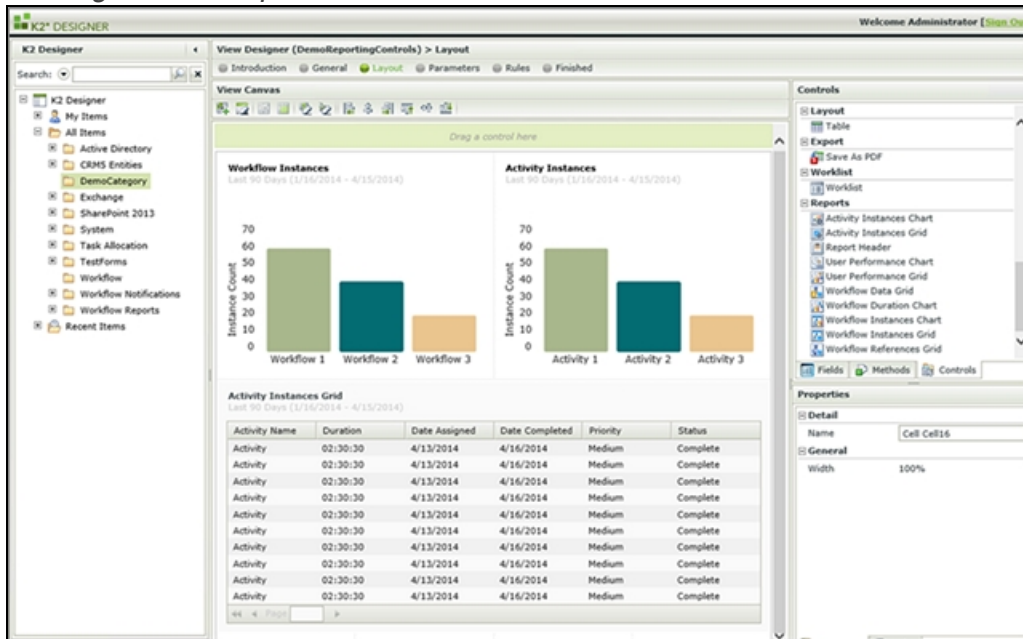 K2* DESIGNER
Welcome Administrator [Sign Ou
K2 Designer
Search:
K2 Designer
My Items
All Items
Active Directory
CRMS Entities
DemoCategory
Exchange
SharePoint 2013
System
Task Allocation
TestForms
Workflow
Workflow Notifications
Workflow Reports
Recent Items
View Designer (DemoReportingControls) > Layout
Introduction General Layout Parameters Rules Finished
View Canvas
Drag a control here
Workflow Instances
Last 90 Days (1/16/2014 - 4/15/2014)
70
60
50
40
30
20
10
0
Instance Count
Workflow 1 Workflow 2 Workflow 3
Activity Instances
Last 90 Days (1/16/2014 - 4/15/2014)
70
60
50
40
30
20
10
0
Instance Count
Activity 1 Activity 2 Activity 3
Activity Instances Grid
Last 90 Days (1/16/2014 - 4/15/2014)
Activity Name Duration Date Assigned Date Completed Priority Status
Activity 02:30:30 4/13/2014 4/16/2014 Medium Complete
Activity 02:30:30 4/13/2014 4/16/2014 Medium Complete
Activity 02:30:30 4/13/2014 4/16/2014 Medium Complete
Activity 02:30:30 4/13/2014 4/16/2014 Medium Complete
Activity 02:30:30 4/13/2014 4/16/2014 Medium Complete
Activity 02:30:30 4/13/2014 4/16/2014 Medium Complete
Activity 02:30:30 4/13/2014 4/16/2014 Medium Complete
Activity 02:30:30 4/13/2014 4/16/2014 Medium Complete
Activity 02:30:30 4/13/2014 4/16/2014 Medium Complete
Activity 02:30:30 4/13/2014 4/16/2014 Medium Complete
Page
Controls
Layout
Table
Export
Save As PDF
Worklist
Worklist
Reports
Activity Instances Chart
Activity Instances Grid
Report Header
User Performance Chart
User Performance Grid
Workflow Data Grid
Workflow Duration Chart
Workflow Instances Chart
Workflow Instances Grid
Workflow References Grid
Fields Methods Controls
Properties
Detail
Name Cell Cell16
General
Width 100%